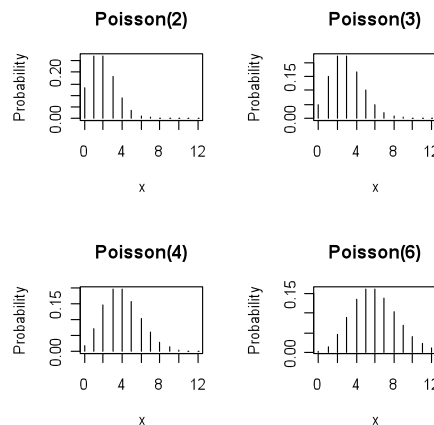 Poisson(2)
Probability
0.00 0.20
0 4 8 12
x
Poisson(3)
Probability
0.00 0.15
0 4 8 12
x
Poisson(4)
Probability
0.00 0.15
0 4 8 12
x
Poisson(6)
Probability
0.00 0.15
0 4 8 12
x